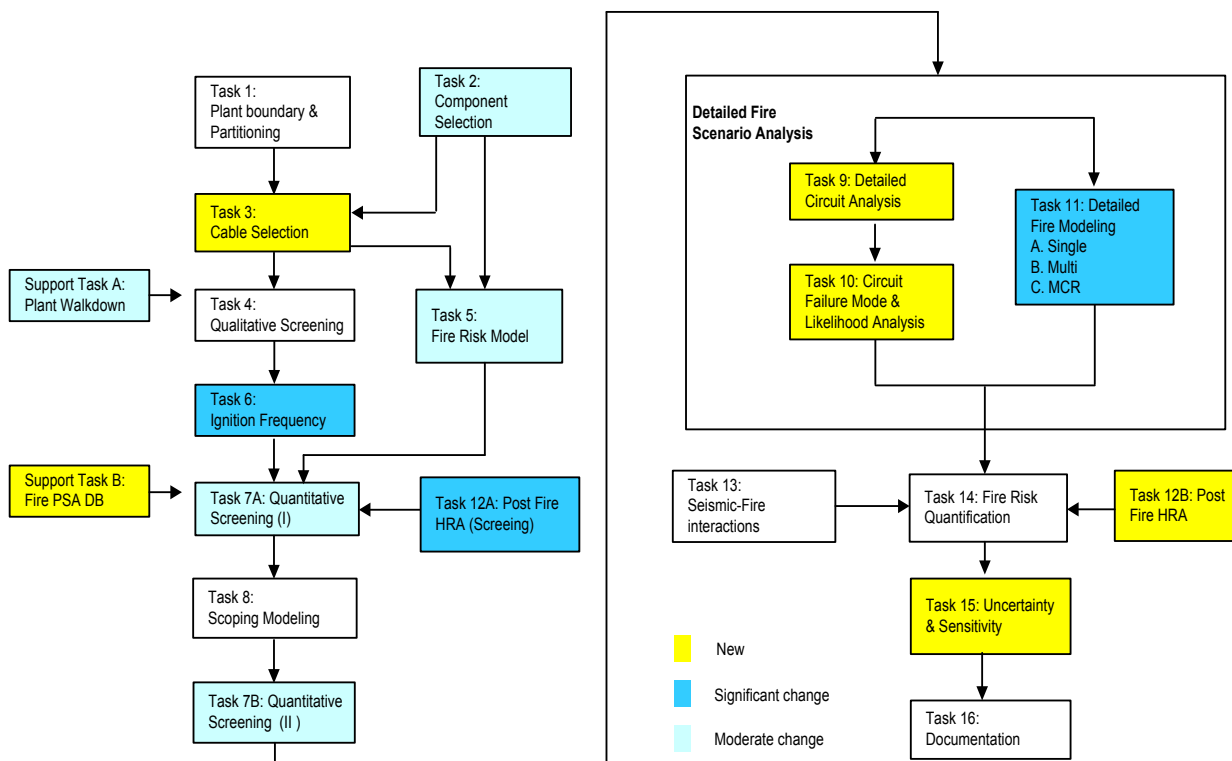 Task 1:
Plant boundary &
Partitioning
Task 2:
Component
Selection
Task 3:
Cable Selection
Support Task A:
Plant Walkdown
Task 4:
Qualitative Screening
Task 5:
Fire Risk Model
Task 6:
Ignition Frequency
Support Task B:
Fire PSA DB
Task 7A: Quantitative
Screening (I)
Task 12A: Post Fire
HRA (Screeing)
Task 8:
Scoping Modeling
Task 7B: Quantitative
Screening (II )
Detailed Fire
Scenario Analysis
Task 9: Detailed
Circuit Analysis
Task 10: Circuit
Failure Mode &
Likelihood Analysis
Task 11: Detailed
Fire Modeling
A. Single
B. Multi
C. MCR
Task 13:
Seismic-Fire
interactions
Task 14: Fire Risk
Quantification
Task 12B: Post
Fire HRA
Task 15: Uncertainty
& Sensitivity
Task 16:
Documentation
New
Significant change
Moderate change